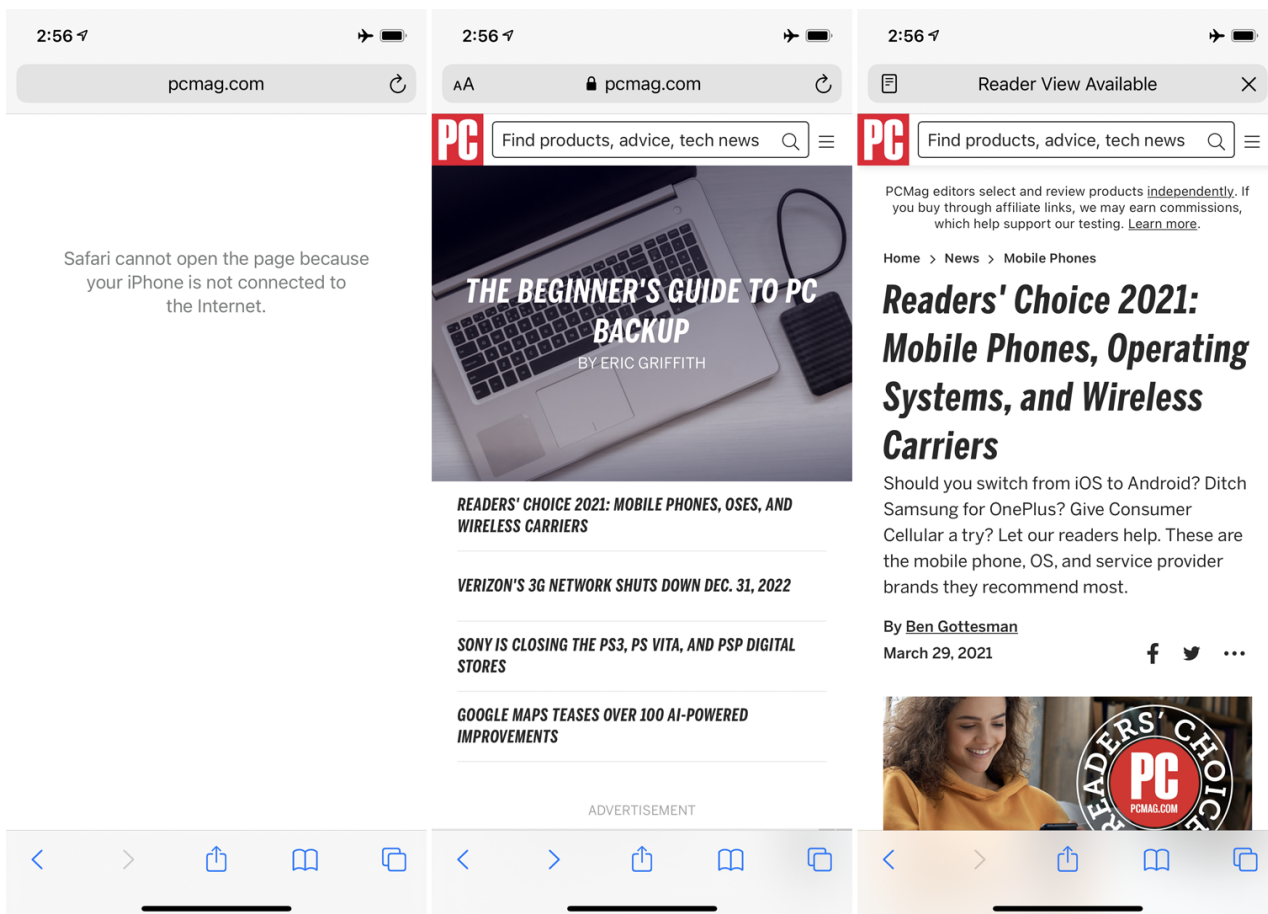 2:56
pcmag.com
Safari cannot open the page because
your iPhone is not connected to
the Internet.
2:56
AA
pcmag.com
PC
Find products, advice, tech news
THE BEGINNER'S GUIDE TO PC
BACKUP
BY ERIC GRIFFITH
READERS' CHOICE 2021: MOBILE PHONES, OSES, AND
WIRELESS CARRIERS
VERIZON'S 3G NETWORK SHUTS DOWN DEC. 31, 2022
SONY IS CLOSING THE PS3, PS VITA, AND PSP DIGITAL
STORES
GOOGLE MAPS TEASES OVER 100 AI-POWERED
IMPROVEMENTS
ADVERTISEMENT
2:56
Reader View Available
PC
Find products, advice, tech news
PCMag editors select and review products independently. If
you buy through affiliate links, we may earn commissions,
which help support our testing. Learn more.
Home > News > Mobile Phones
Readers' Choice 2021:
Mobile Phones, Operating
Systems, and Wireless
Carriers
Should you switch from iOS to Android? Ditch
Samsung for OnePlus? Give Consumer
Cellular a try? Let our readers help. These are
the mobile phone, OS, and service provider
brands they recommend most.
By Ben Gottesman
March 29, 2021
READERS' CHOICE
PC
PCMAG.COM